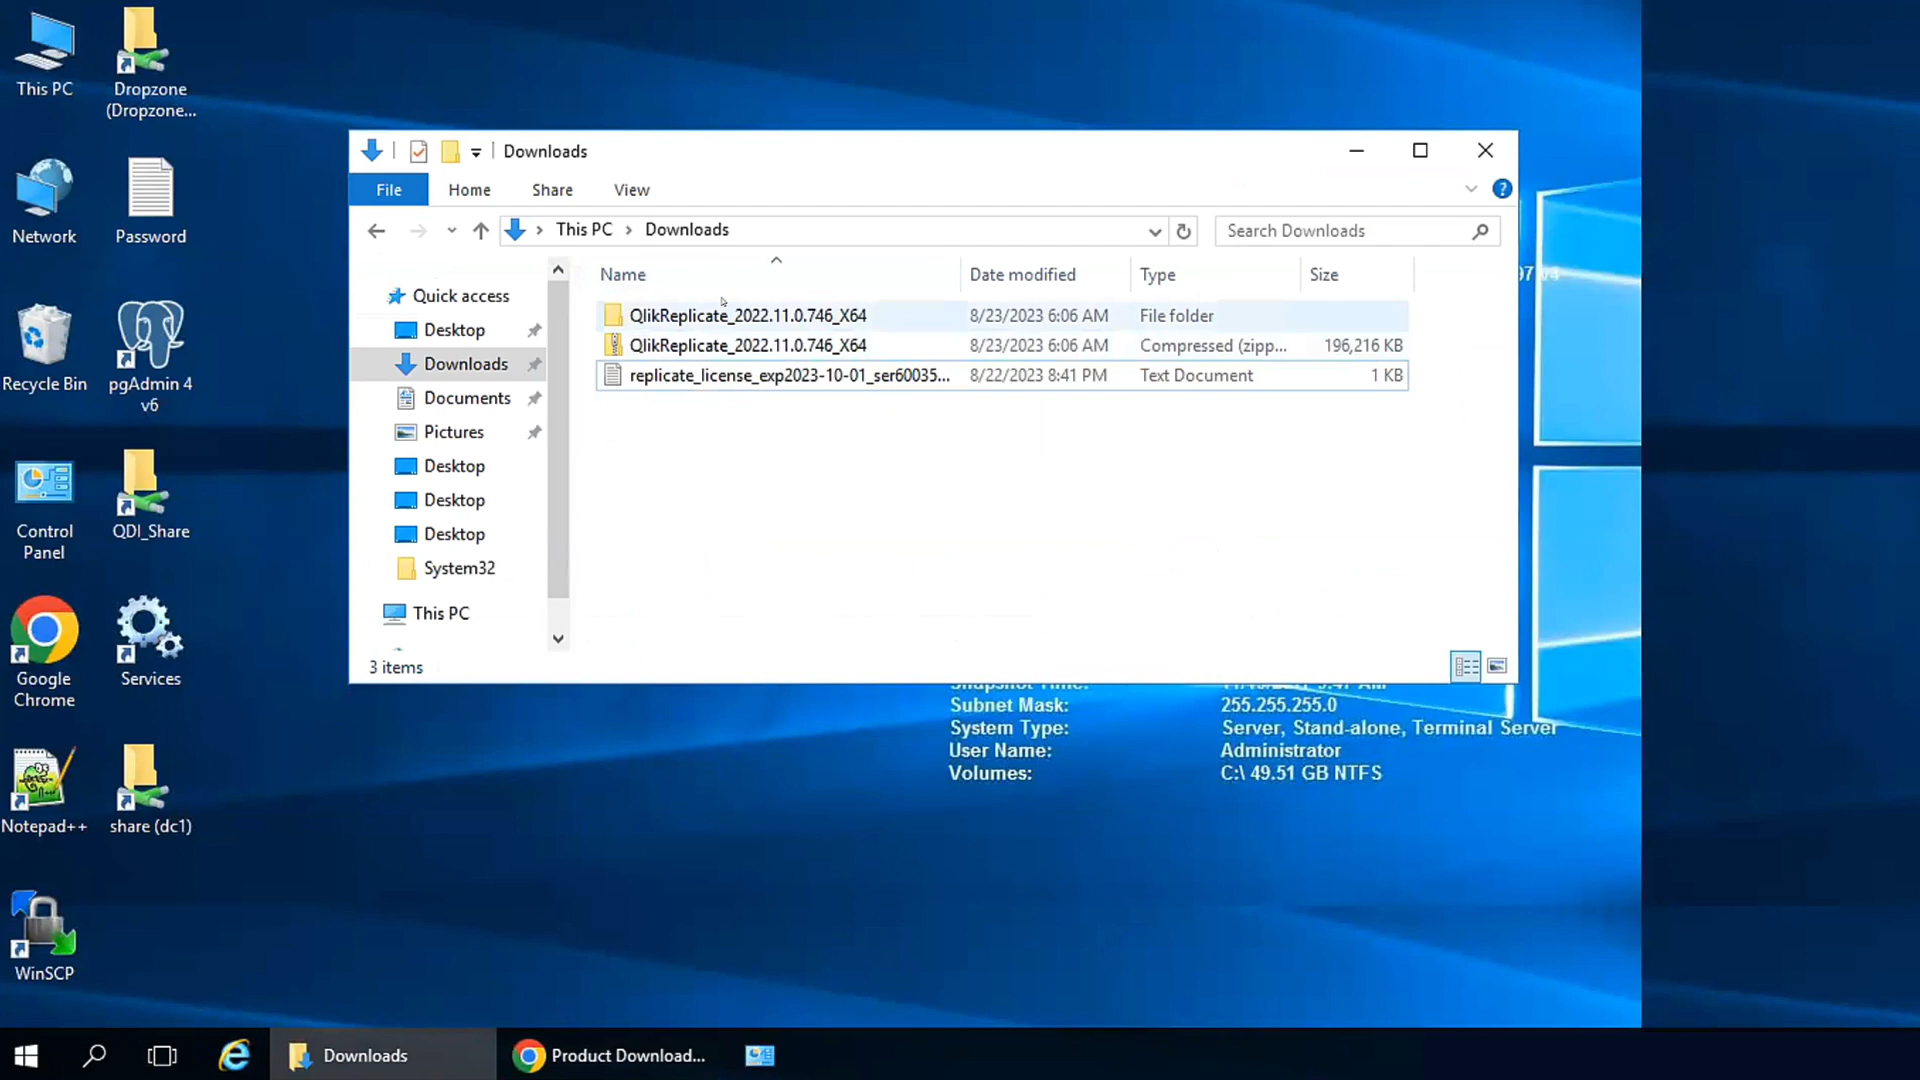 This PC
Dropzone
(Dropzone...
Network
Password
Recycle Bin
pgAdmin 4
v6
Control
Panel
QDI_Share
Google
Chrome
Services
Notepad++
share (dc1)
WinSCP
Downloads
File
Home
Share
View
This PC
Downloads
Search Downloads
Name
Date modified
Type
Size
QlikReplicate_2022.11.0.746_X64
8/23/2023 6:06 AM
File folder
QlikReplicate_2022.11.0.746_X64
8/23/2023 6:06 AM
Compressed (zipp...
196,216 KB
replicate_license_exp2023-10-01_ser60035...
8/22/2023 8:41 PM
Text Document
1 KB
Quick access
Desktop
Downloads
Documents
Pictures
Desktop
Desktop
Desktop
System32
This PC
3 items
Subnet Mask:
255.255.255.0
System Type:
Server, Stand-alone, Terminal Server
User Name:
Administrator
Volumes:
C:\ 49.51 GB NTFS
Downloads
Product Download...